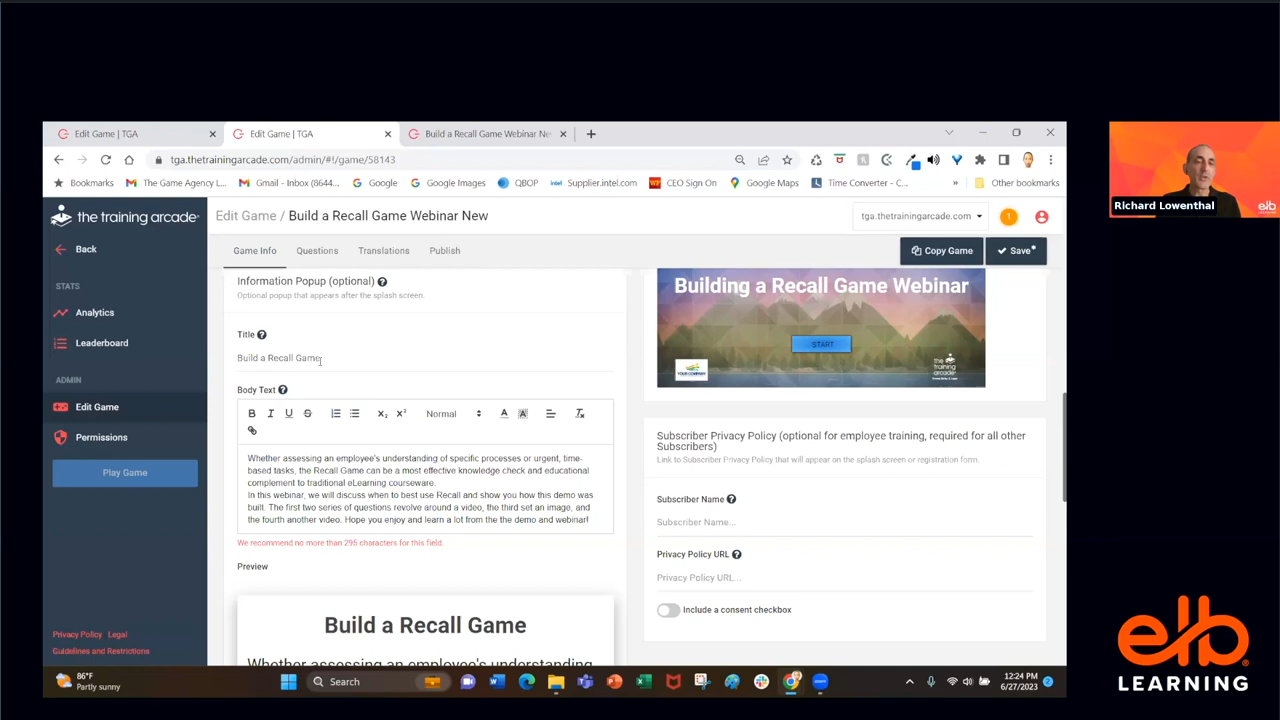 Edit Game | TGA
Edit Game | TGA
Build a Recall Game Webinar Ne
tga.thetrainingarcade.com/admin/#!/game/58143
Bookmarks
The Game Agency L...
Gmail - Inbox (8644...
Google
Google Images
QBOP
intel. Supplier.intel.com
WP CEO Sign On
Google Maps
Time Converter - C...
»
Other bookmarks
the training arcade
Edit Game / Build a Recall Game Webinar New
tga.thetrainingarcade.com
1
Back
Game Info
Questions
Translations
Publish
Copy Game
Save*
STATS
Analytics
Leaderboard
ADMIN
Edit Game
Permissions
Play Game
Privacy Policy Legal
Guidelines and Restrictions
Information Popup (optional) ?
Optional popup that appears after the splash screen.
Title ?
Build a Recall Game
Body Text ?
B I U S X₂ X² Normal A A Tx
Whether assessing an employee's understanding of specific processes or urgent, time-
based tasks, the Recall Game can be a most effective knowledge check and educational
complement to traditional eLearning courseware.
In this webinar, we will discuss when to best use Recall and show you how this demo was
built. The first two series of questions revolve around a video, the third set an image, and
the fourth another video. Hope you enjoy and learn a lot from the the demo and webinar!
We recommend no more than 295 characters for this field.
Preview
Build a Recall Game
Whether assessing an employee's understanding
Building a Recall Game Webinar
START
YOUR COMPANY
the training arcade
Subscriber Privacy Policy (optional for employee training, required for all other
Subscribers)
Link to Subscriber Privacy Policy that will appear on the splash screen or registration form.
Subscriber Name ?
Subscriber Name...
Privacy Policy URL ?
Privacy Policy URL...
Include a consent checkbox
86°F
Partly sunny
Search
12:24 PM
6/27/2023
2
Richard Lowenthal
elb
elb
LEARNING